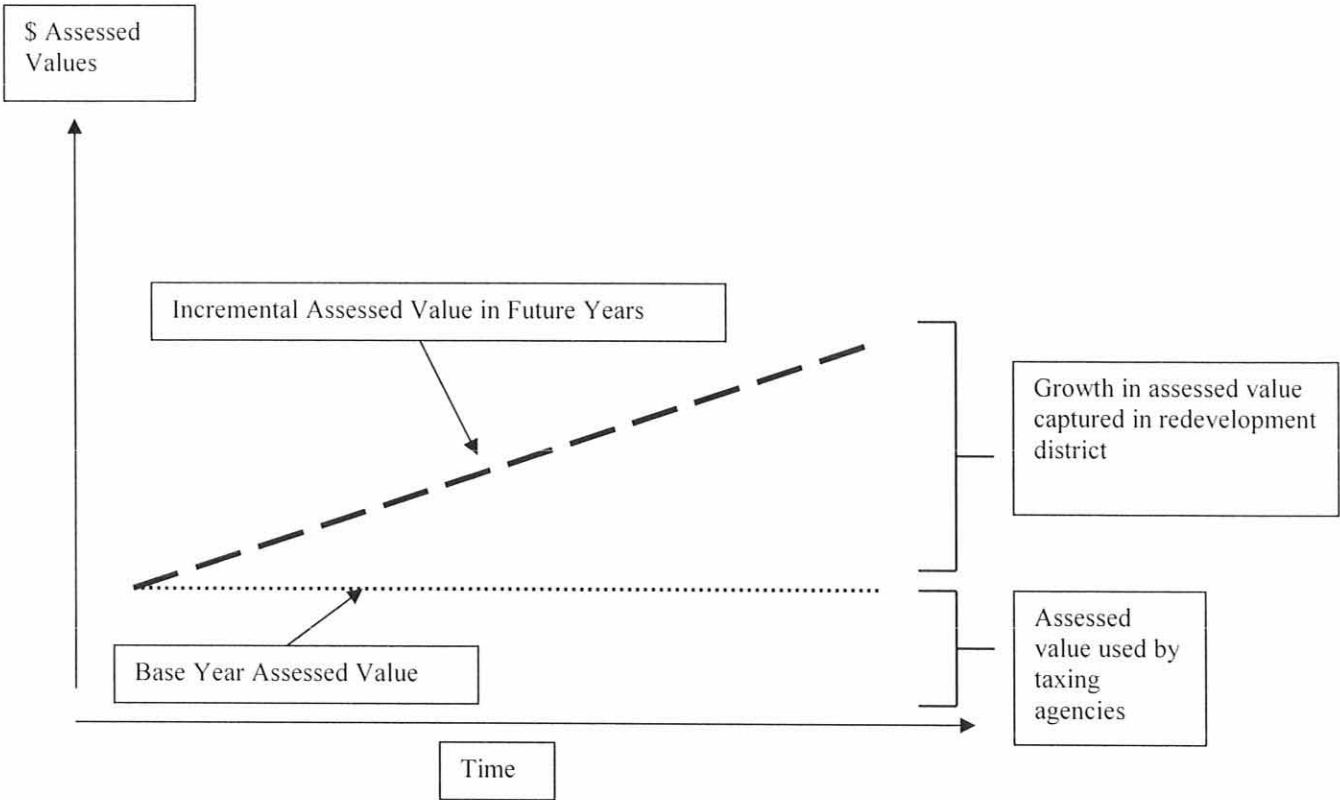 $ Assessed
Values
Incremental Assessed Value in Future Years
Growth in assessed value
captured in redevelopment
district
Base Year Assessed Value
Assessed
value used by
taxing
agencies
Time